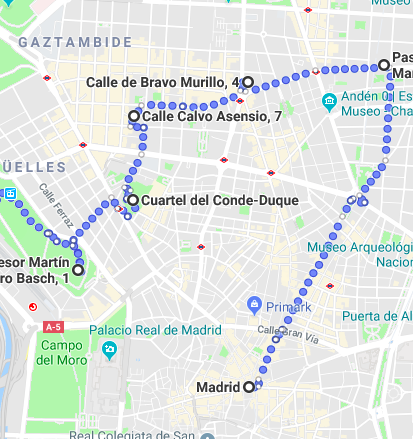 Museo
GAZTAMBIDE
Pas
Mar
Calle de Bravo Murillo, 4
Andén 0. Es
Museo
Cha
Calle Calvo Asensio, 7
ÜELLES
Calle Ferraz
Cuartel del Conde-Duque
Museo Arqueológi
Nacion
esor Martín
ro Basch, 1
Primark
Puerta de Al
A-5
Palacio Real de Madrid
Calle Gran Vía
Campo
del Moro
Madrid
Real Colegiata de San